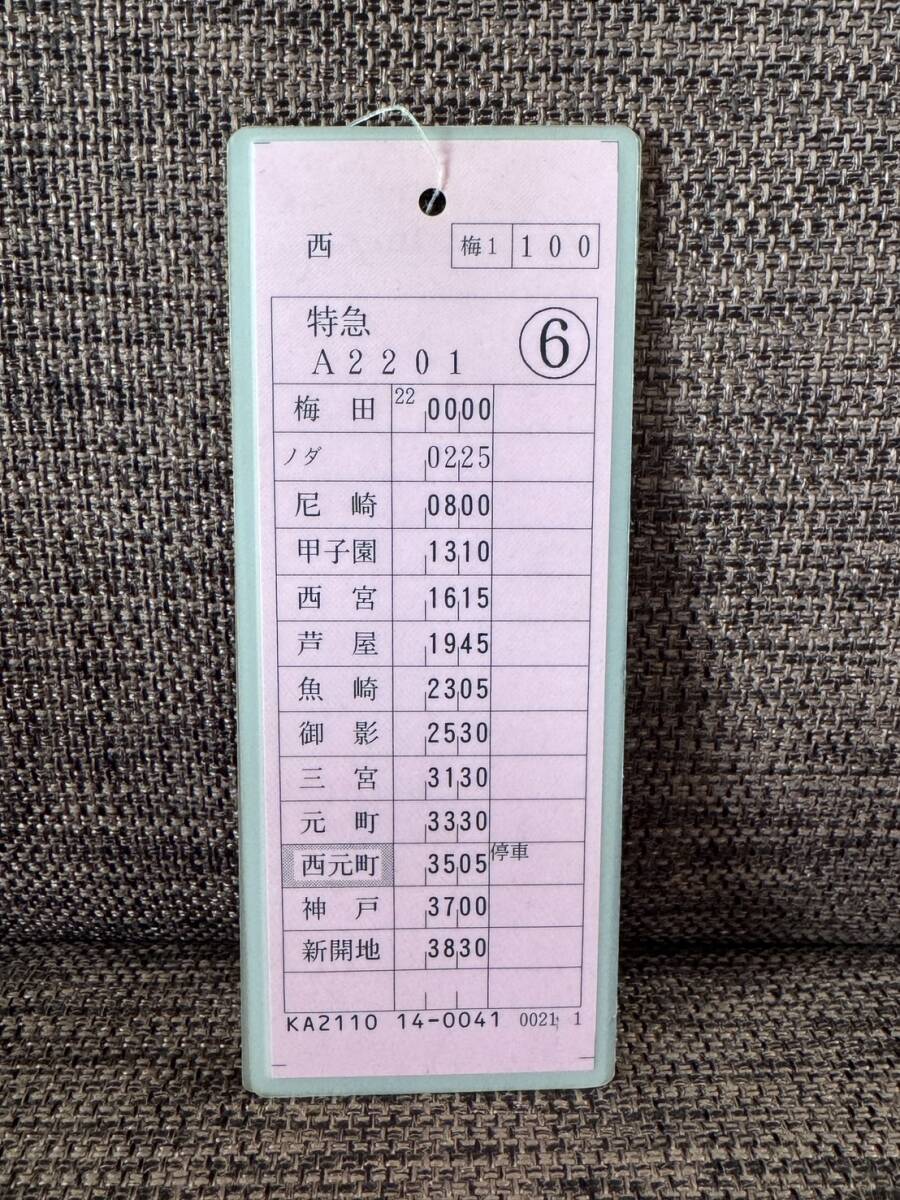 西 梅1 100
特急 ⑥
A2201
梅田 22 0000
ノダ 0225
尼崎 0800
甲子園 1310
西宮 1615
芦屋 1945
魚崎 2305
御影 2530
三宮 3130
元町 3330
西元町 3505 停車
神戸 3700
新開地 3830
KA2110 14-0041 0021 1